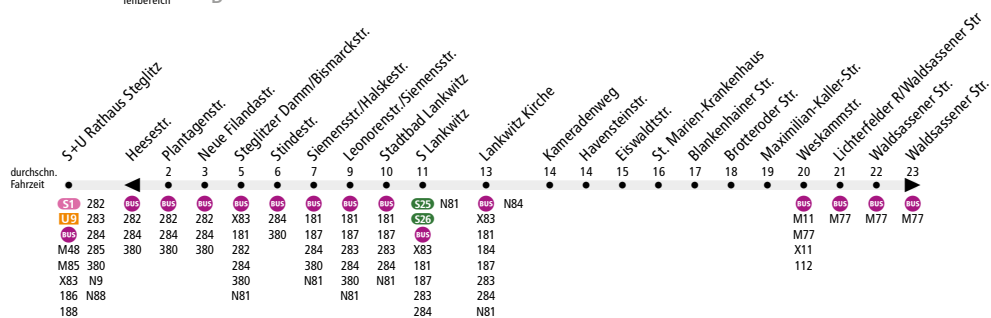 S+U Rathaus Steglitz
Heesestr.
Plantagenstr.
Neue Filandastr.
Steglitzer Damm/Bismarckstr.
Stindestr.
Siemensstr./Halskestr.
Leonorenstr./Siemensstr.
Stadtbad Lankwitz
S Lankwitz
Lankwitz Kirche
Kameradenweg
Havensteinstr.
Eiswaldtstr.
St. Marien-Krankenhaus
Blankenhainer Str.
Brotteroder Str.
Maximilian-Kaller-Str.
Weskammstr.
Lichterfelder R/Waldsassener Str
Waldsassener Str.
Waldsassener Str.
durchschn. 2 3 5 6 7 9 10 11 13 14 14 15 16 17 18 19 20 21 22 23
Fahrzeit
S1 282 BUS BUS BUS BUS BUS BUS BUS BUS S25 N81 BUS N84 BUS BUS BUS BUS
U9 283 282 282 282 X83 284 181 181 181 S26 X83 M11 M77 M77 M77
BUS 284 284 284 284 181 380 187 187 187 BUS 181 M77
M48 285 380 380 380 282 284 283 283 X83 184 X11
M85 380 284 380 284 284 181 187 112
X83 N9 380 N81 380 N81 187 283
186 N88 N81 N81 283 284
188 284 N81